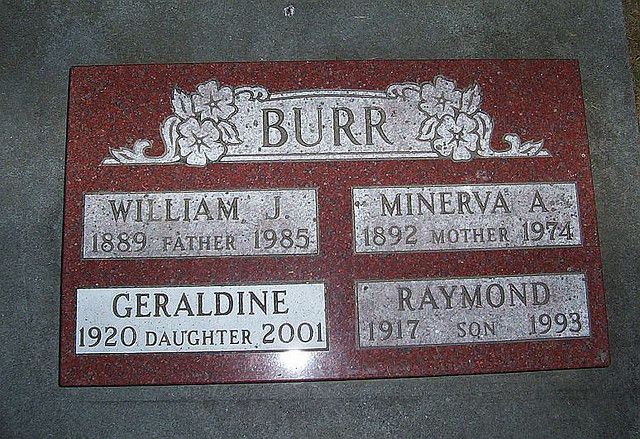 BURR
WILLIAM J.
1889 FATHER 1985
MINERVA A.
1892 MOTHER 1974
GERALDINE
1920 DAUGHTER 2001
RAYMOND
1917 SON 1993